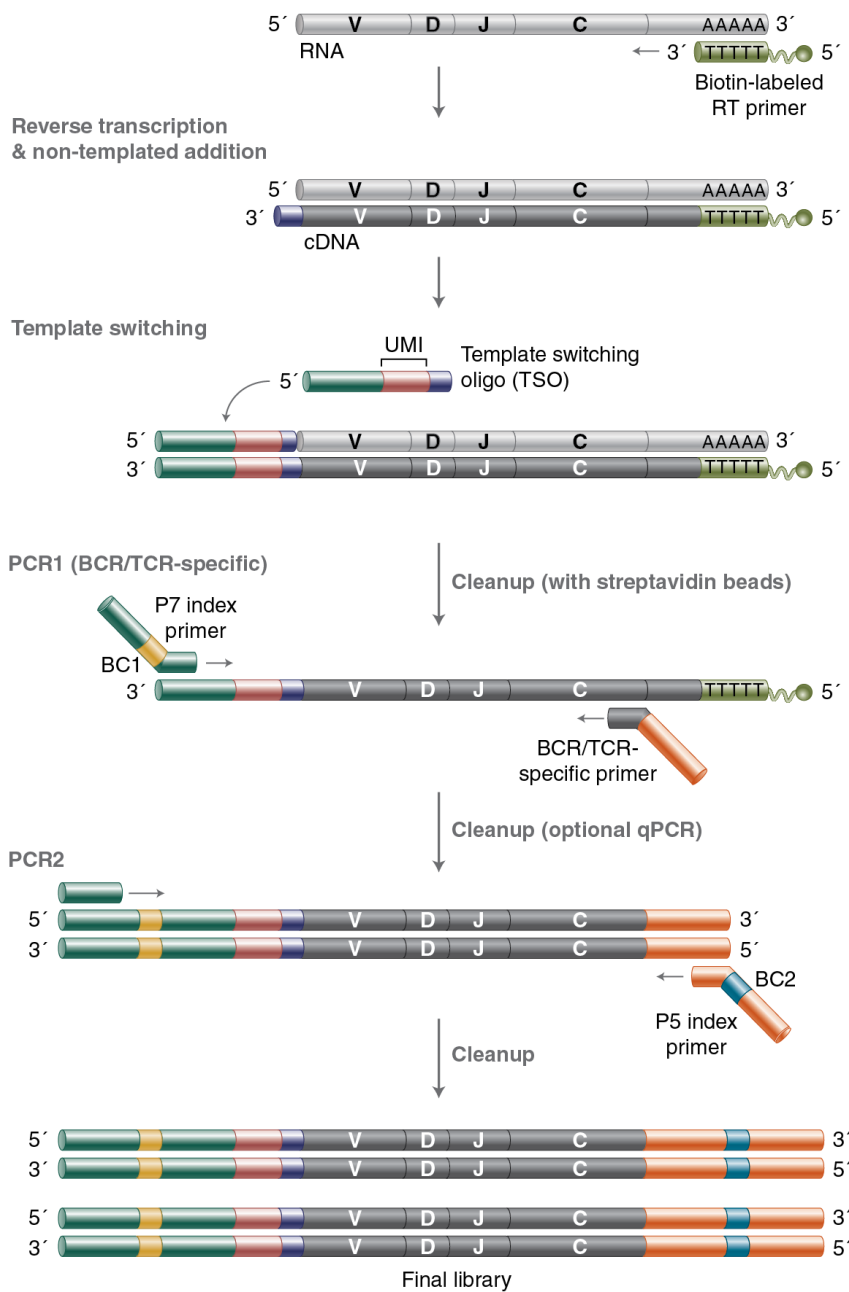 5´ V D J C AAAAA 3´
RNA
3´ TTTTT 5´
Biotin-labeled
RT primer
Reverse transcription
& non-templated addition
5´ V D J C AAAAA 3´
3´ V D J C TTTTT 5´
cDNA
Template switching
UMI
5´
Template switching
oligo (TSO)
5´ V D J C AAAAA 3´
3´ V D J C TTTTT 5´
PCR1 (BCR/TCR-specific)
Cleanup (with streptavidin beads)
P7 index
primer
BC1
3´ V D J C TTTTT 5´
BCR/TCR-
specific primer
Cleanup (optional qPCR)
PCR2
5´ V D J C 3´
3´ V D J C 5´
BC2
P5 index
primer
Cleanup
5´ V D J C 3´
3´ V D J C 5´
5´ V D J C 3´
3´ V D J C 5´
Final library